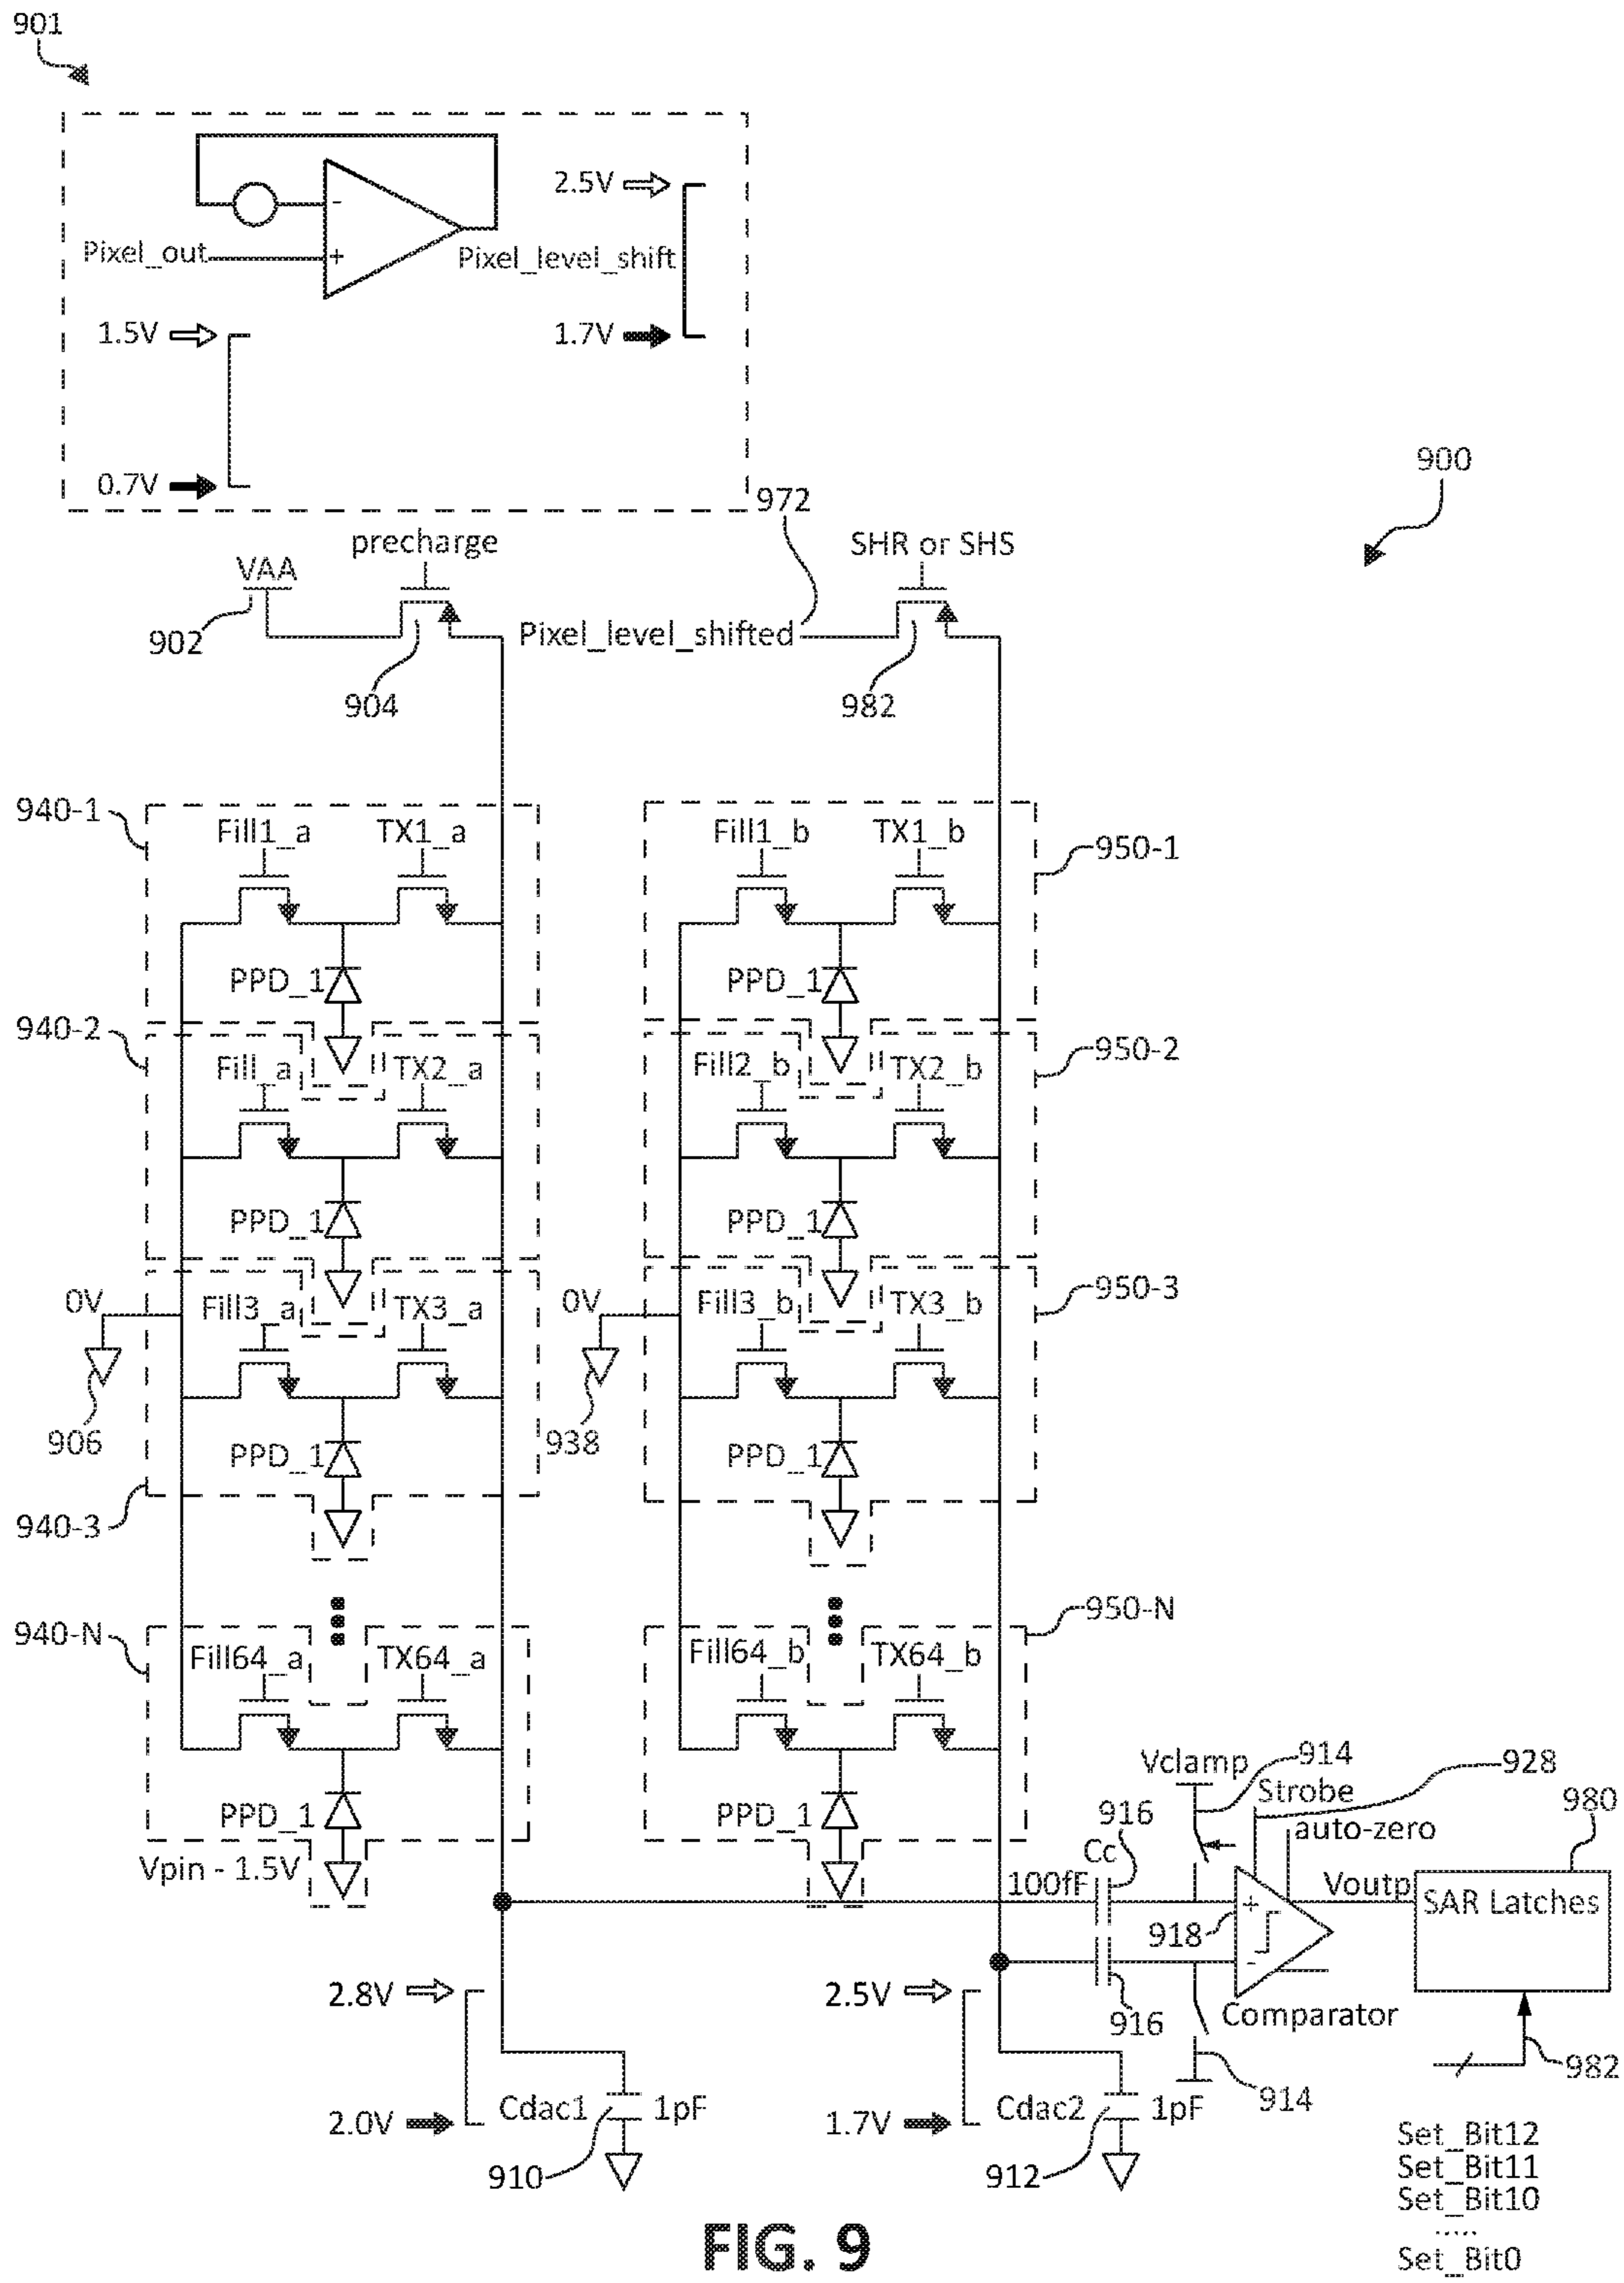 901
-
+
Pixel_out
Pixel_level_shift
2.5V
1.7V
1.5V
0.7V
900
972
precharge
SHR or SHS
VAA
902
904
Pixel_level_shifted
982
940-1
Fill1_a TX1_a
Fill1_b TX1_b
950-1
PPD_1
PPD_1
940-2
Fill_a TX2_a
Fill2_b TX2_b
950-2
PPD_1
PPD_1
0V
Fill3_a TX3_a
0V
Fill3_b TX3_b
950-3
906
PPD_1
938
PPD_1
940-3
940-N
Fill64_a TX64_a
Fill64_b TX64_b
950-N
PPD_1
PPD_1
Vpin - 1.5V
Vclamp
914
Strobe
928
auto-zero
916
Cc
100fF
980
Voutp
SAR Latches
918
+
-
Comparator
916
914
982
2.8V
2.0V
Cdac1 1pF
910
2.5V
1.7V
Cdac2 1pF
912
Set_Bit12
Set_Bit11
Set_Bit10
.....
Set_Bit0
FIG. 9